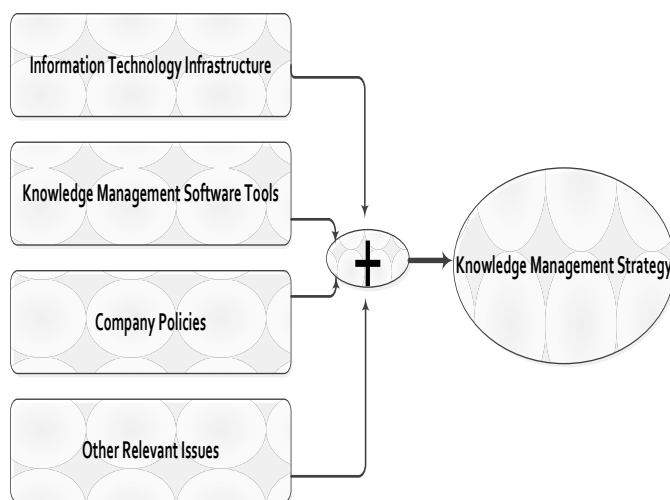 Information Technology Infrastructure
Knowledge Management Software Tools
Company Policies
Other Relevant Issues
+
Knowledge Management Strategy